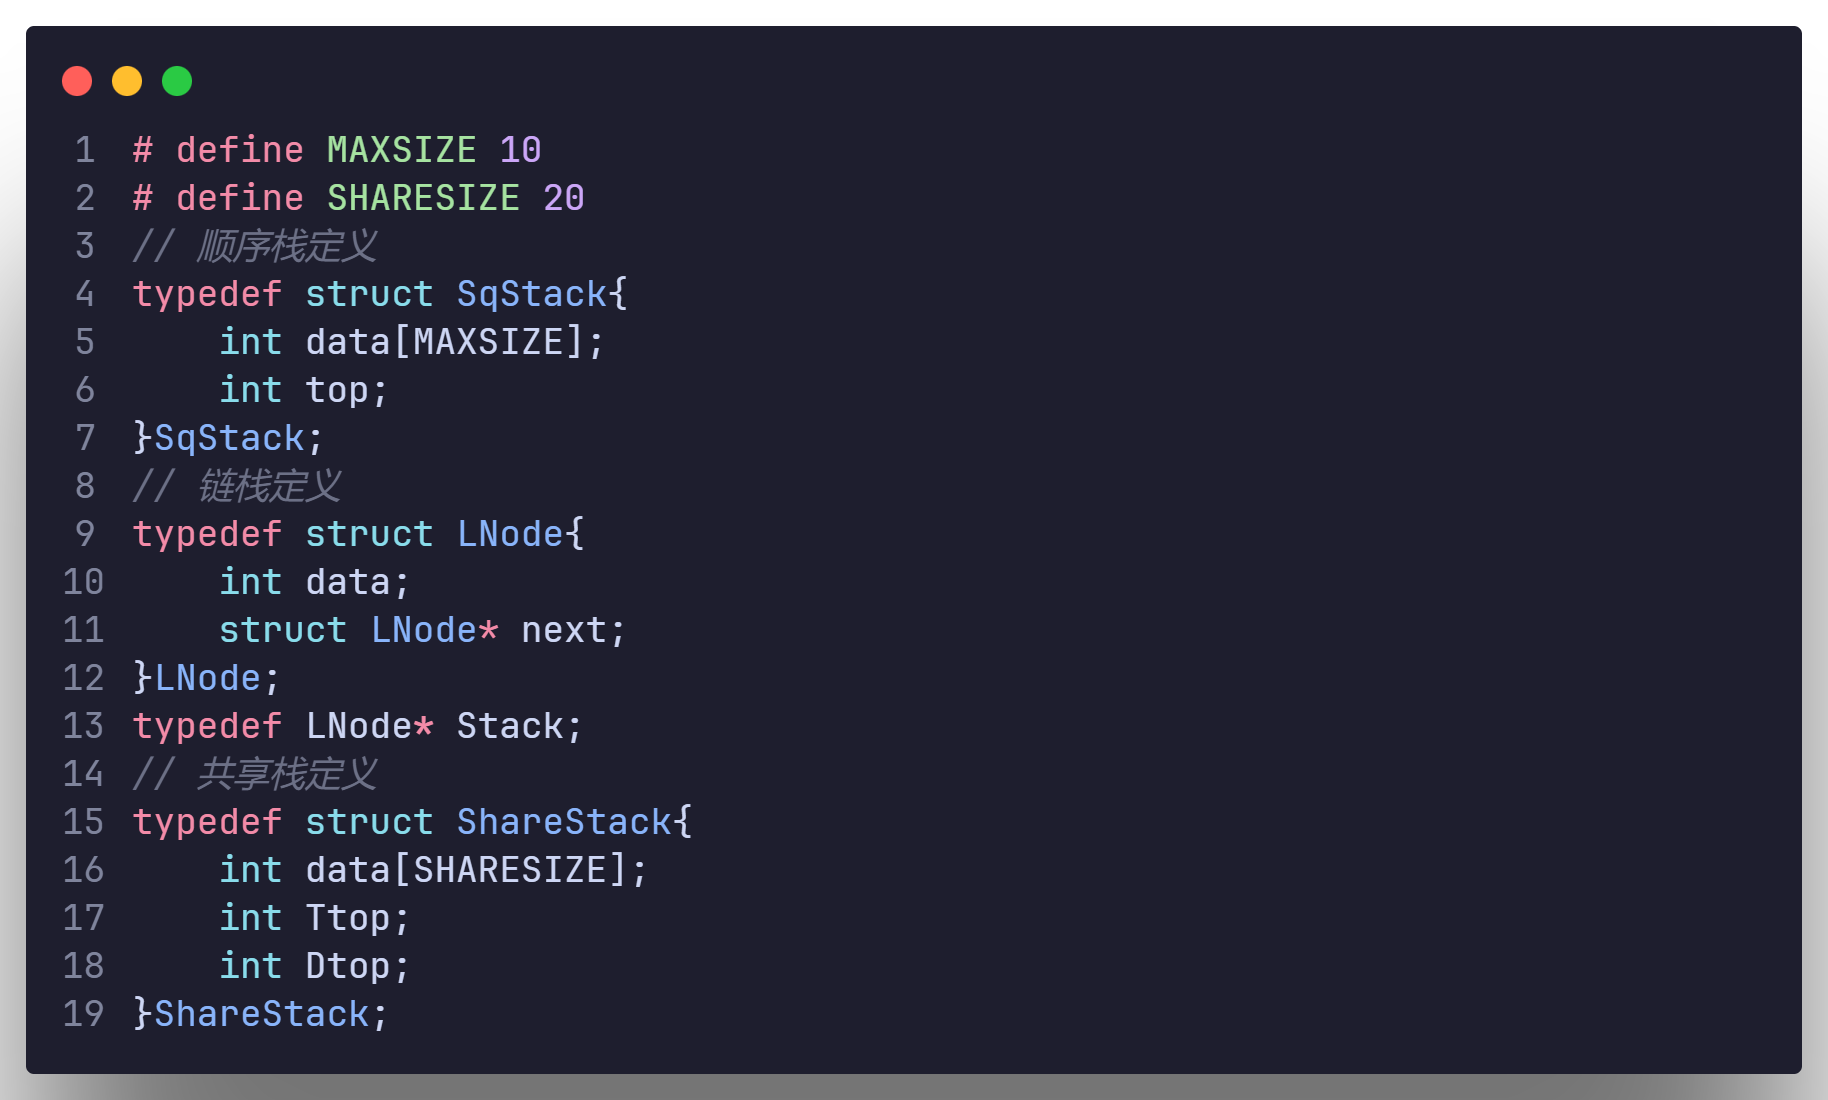 1 # define MAXSIZE 10
2 # define SHARESIZE 20
3 // 顺序栈定义
4 typedef struct SqStack{
5     int data[MAXSIZE];
6     int top;
7 }SqStack;
8 // 链栈定义
9 typedef struct LNode{
10     int data;
11     struct LNode* next;
12 }LNode;
13 typedef LNode* Stack;
14 // 共享栈定义
15 typedef struct ShareStack{
16     int data[SHARESIZE];
17     int Ttop;
18     int Dtop;
19 }ShareStack;